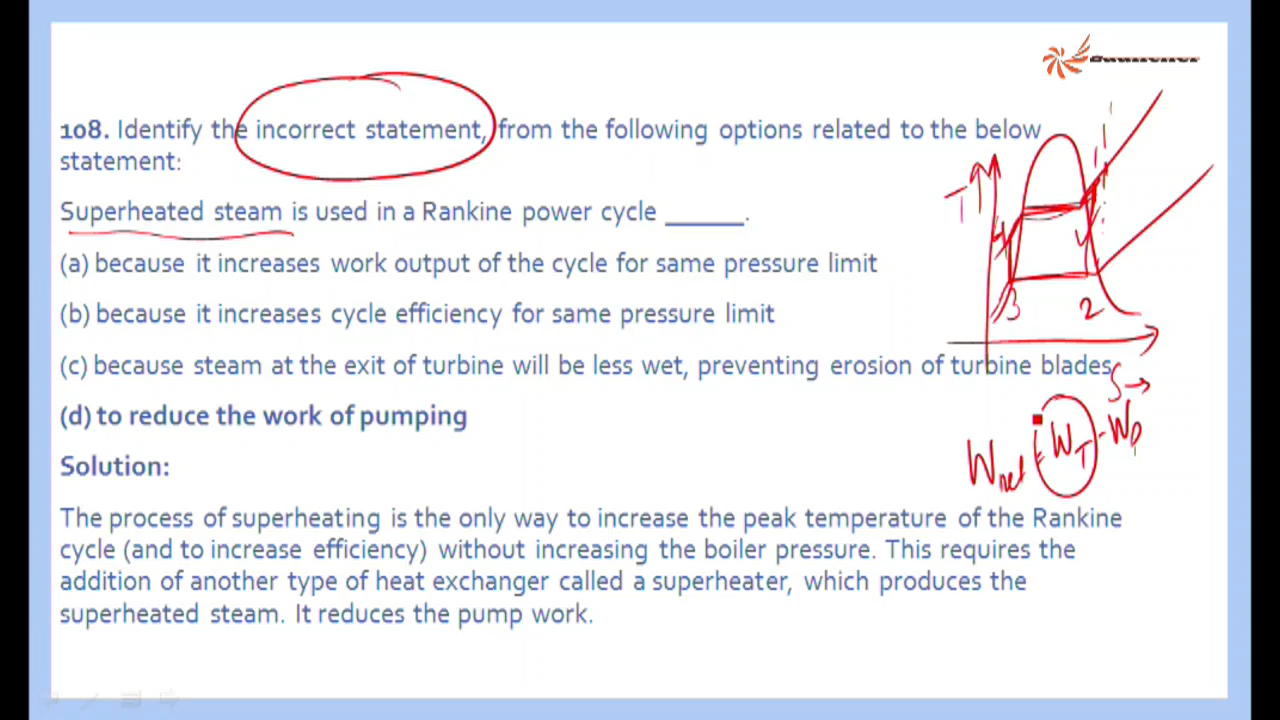 108. Identify the incorrect statement, from the following options related to the below
statement:
Superheated steam is used in a Rankine power cycle ______.
(a) because it increases work output of the cycle for same pressure limit
(b) because it increases cycle efficiency for same pressure limit
(c) because steam at the exit of turbine will be less wet, preventing erosion of turbine blades
(d) to reduce the work of pumping
Solution:
The process of superheating is the only way to increase the peak temperature of the Rankine
cycle (and to increase efficiency) without increasing the boiler pressure. This requires the
addition of another type of heat exchanger called a superheater, which produces the
superheated steam. It reduces the pump work.
T
4
3
2
S →
Wnet = WT - WP